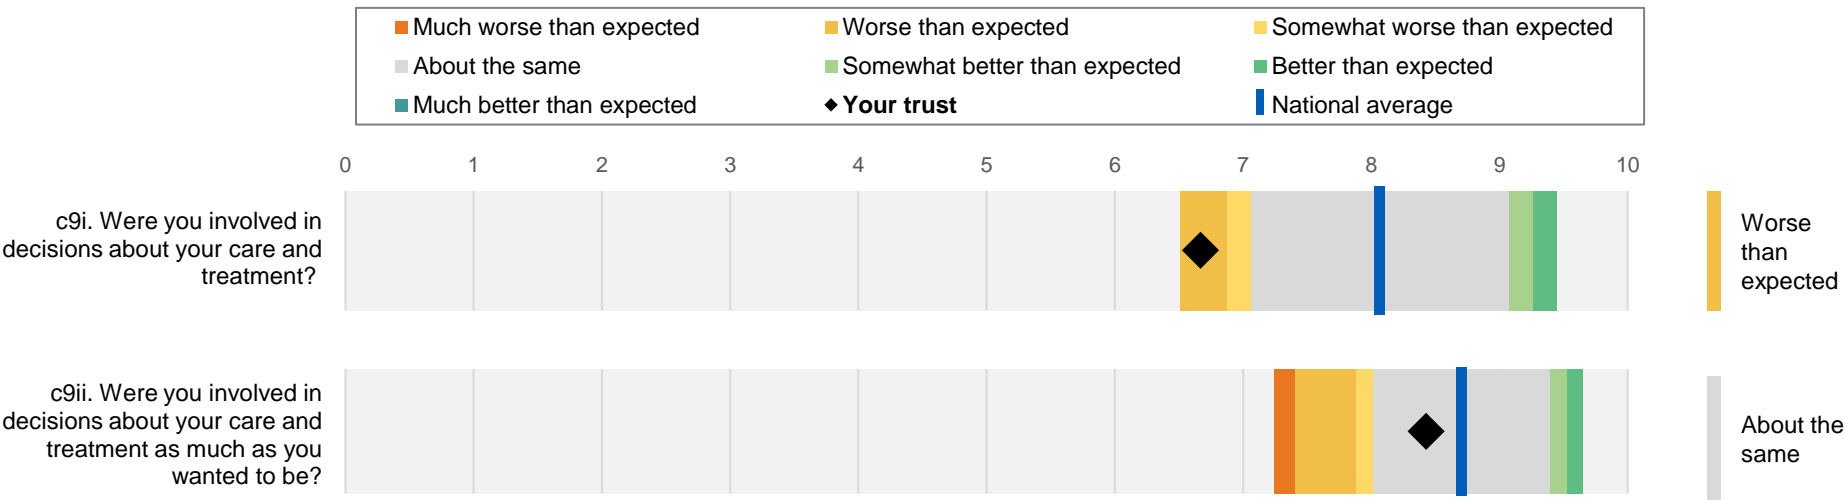 Much worse than expected
Worse than expected
Somewhat worse than expected
About the same
Somewhat better than expected
Better than expected
Much better than expected
Your trust
National average
0 1 2 3 4 5 6 7 8 9 10
c9i. Were you involved in
decisions about your care and
treatment?
Worse
than
expected
c9ii. Were you involved in
decisions about your care and
treatment as much as you
wanted to be?
About the
same